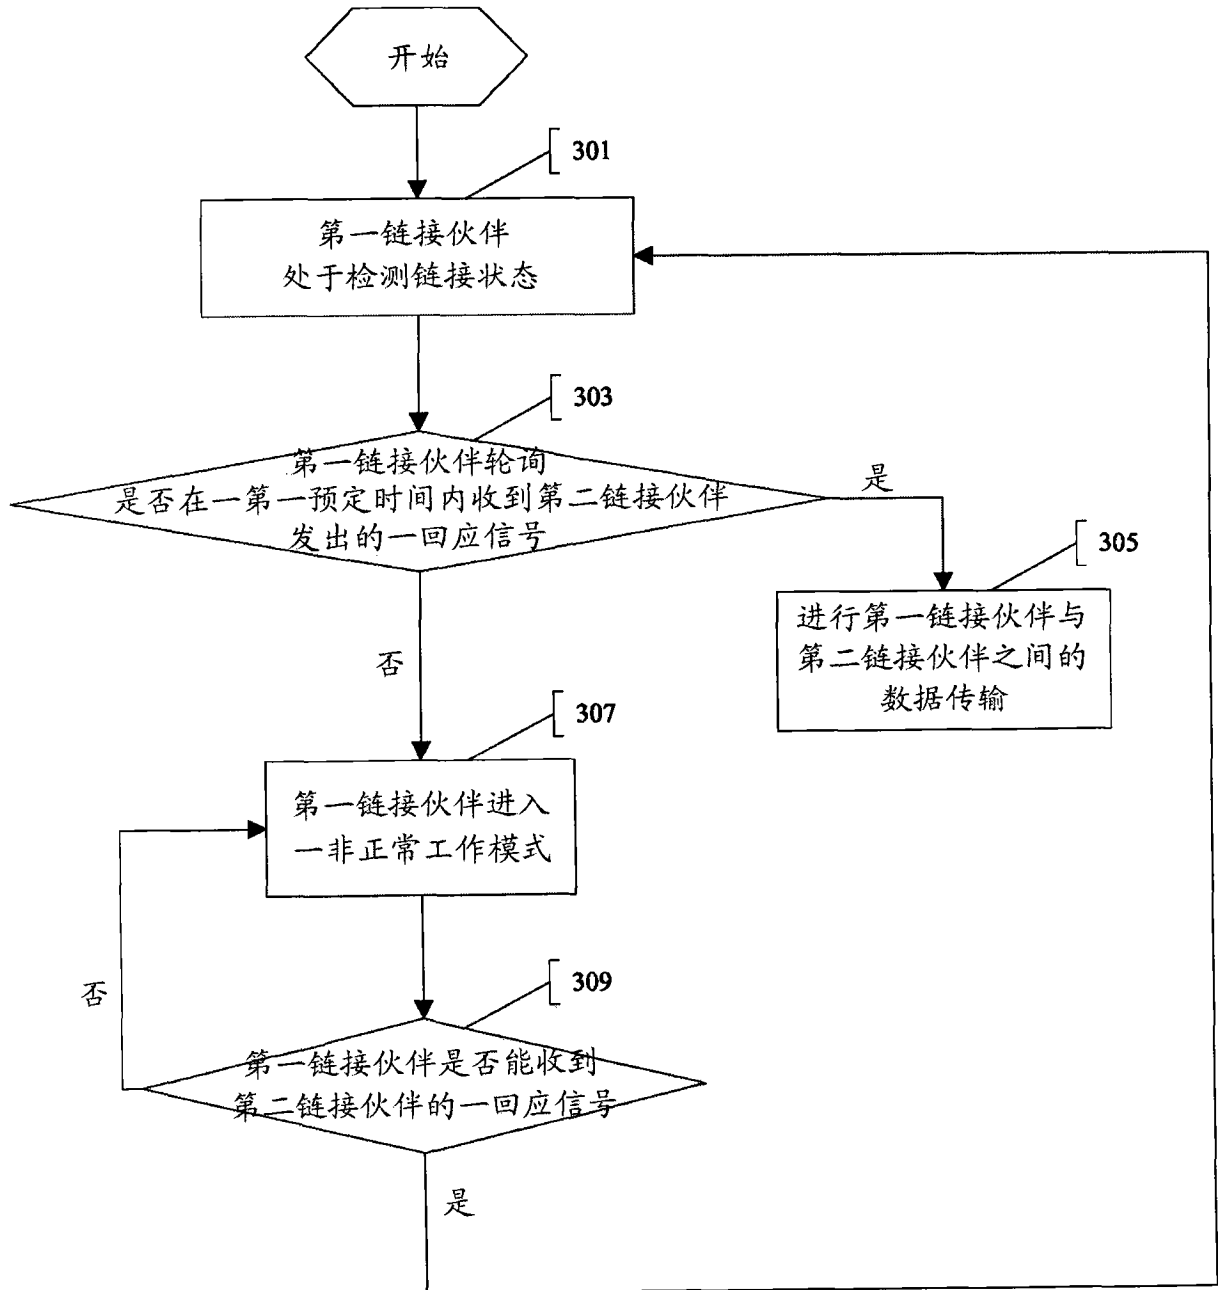 开始
301
第一链接伙伴
处于检测链接状态
303
第一链接伙伴轮询
是否在一第一预定时间内收到第二链接伙伴
发出的一回应信号
是
305
进行第一链接伙伴与
第二链接伙伴之间的
数据传输
否
307
第一链接伙伴进入
一非正常工作模式
309
否
第一链接伙伴是否能收到
第二链接伙伴的一回应信号
是